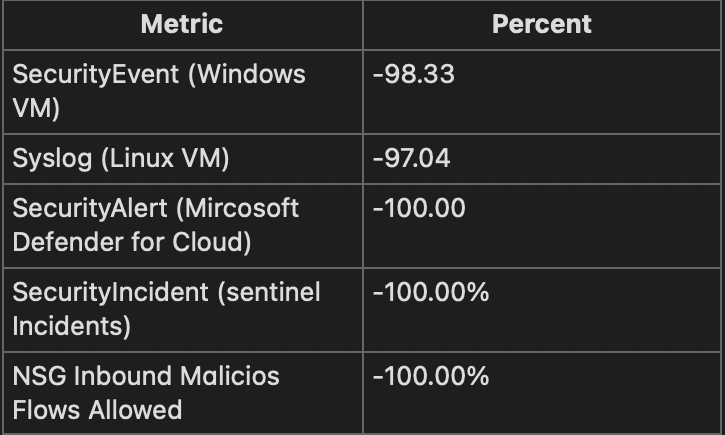 Metric Percent
SecurityEvent (Windows -98.33
VM)
Syslog (Linux VM) -97.04
SecurityAlert (Mircosoft -100.00
Defender for Cloud)
SecurityIncident (sentinel -100.00%
Incidents)
NSG Inbound Malicios -100.00%
Flows Allowed